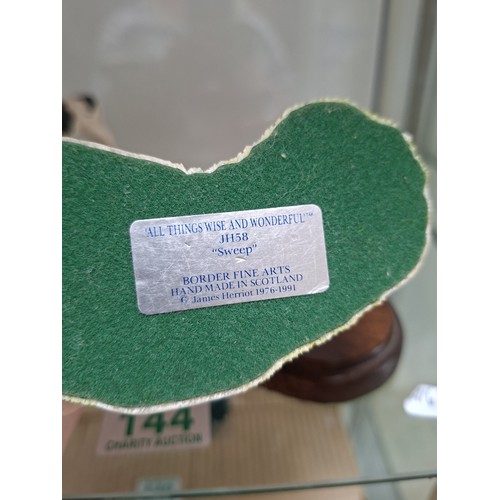 'ALL THINGS WISE AND WONDERFUL'™
JH58
"Sweep"
BORDER FINE ARTS
HAND MADE IN SCOTLAND
© James Herriot 1976-1991
144
CHARITY AUCTION